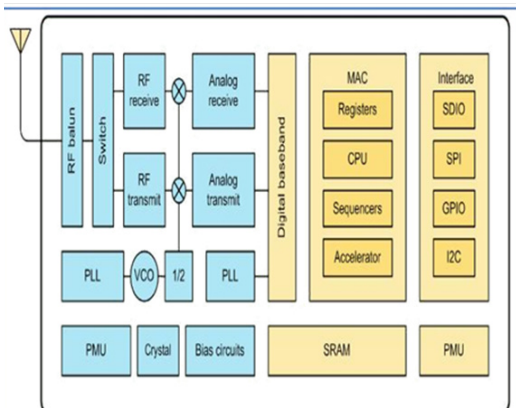 RF balun
Switch
RF
receive
RF
transmit
Analog
receive
Analog
transmit
PLL
VCO
1/2
PLL
Digital baseband
MAC
Registers
CPU
Sequencers
Accelerator
Interface
SDIO
SPI
GPIO
I2C
PMU
Crystal
Bias circuits
SRAM
PMU